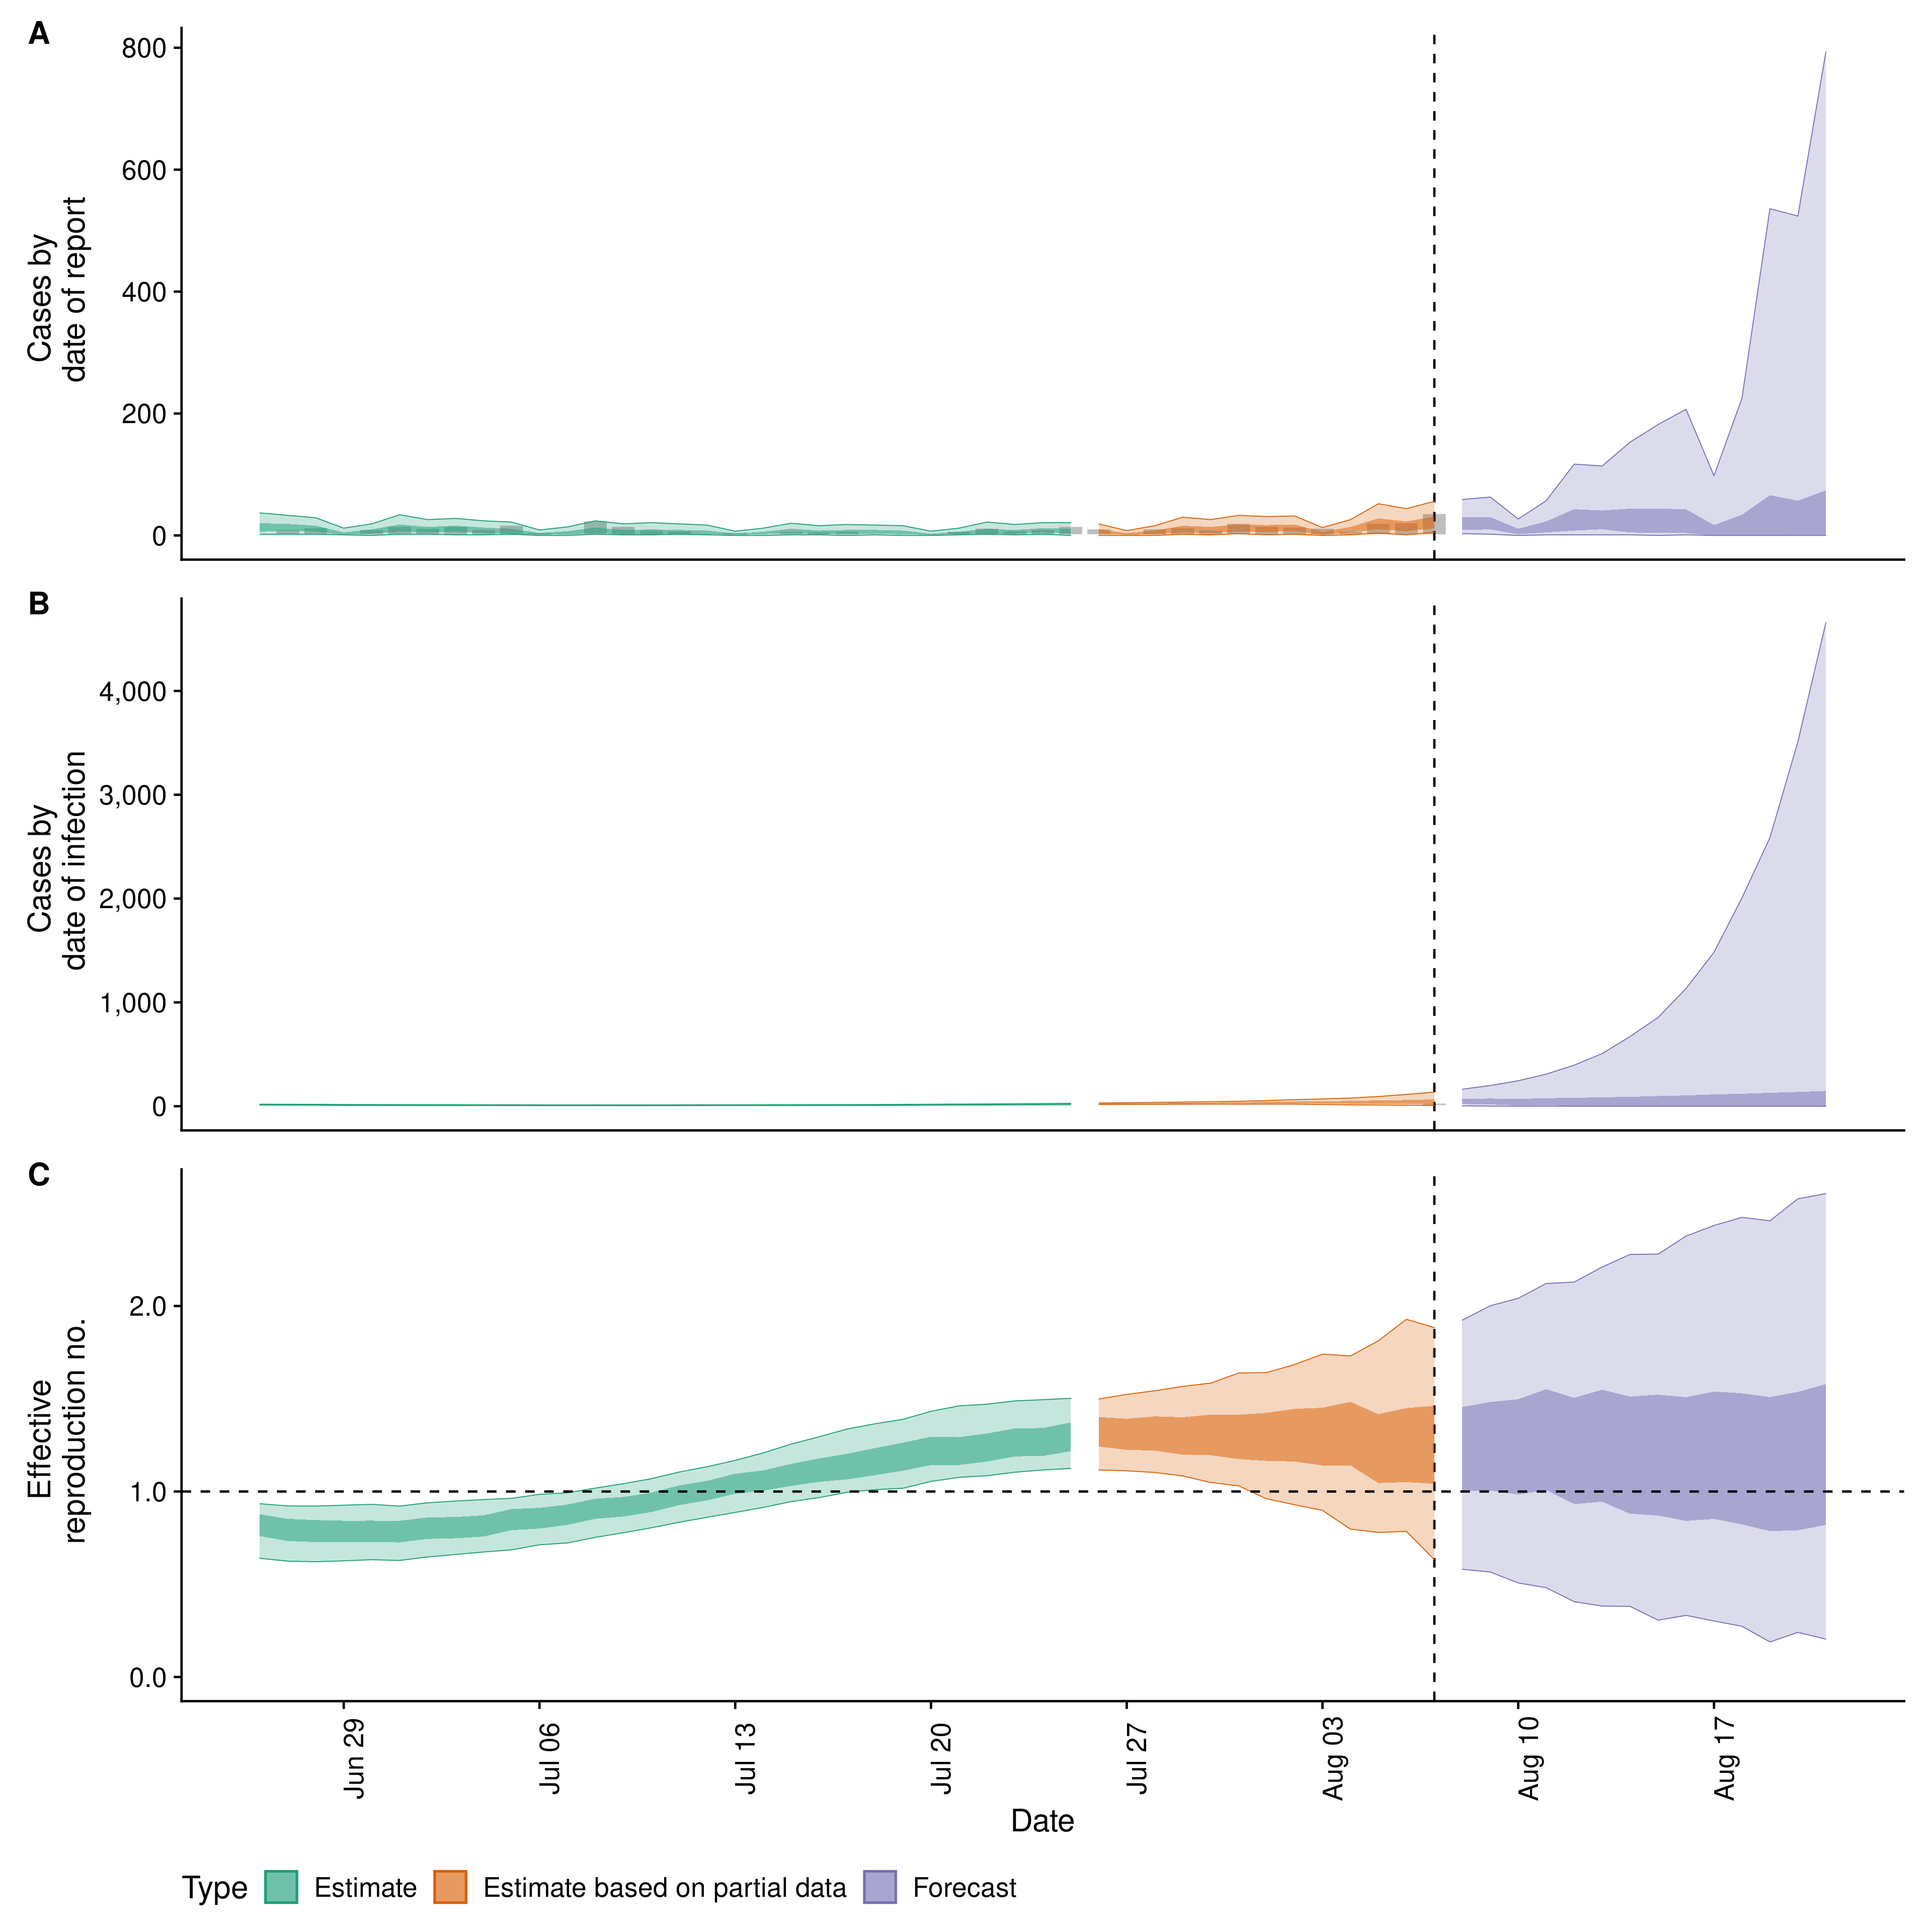 A
800
600
400
200
0
Cases by
date of report
B
4,000
3,000
2,000
1,000
0
Cases by
date of infection
C
2.0
1.0
0.0
Effective
reproduction no.
Jun 29
Jul 06
Jul 13
Jul 20
Jul 27
Aug 03
Aug 10
Aug 17
Date
Type Estimate Estimate based on partial data Forecast